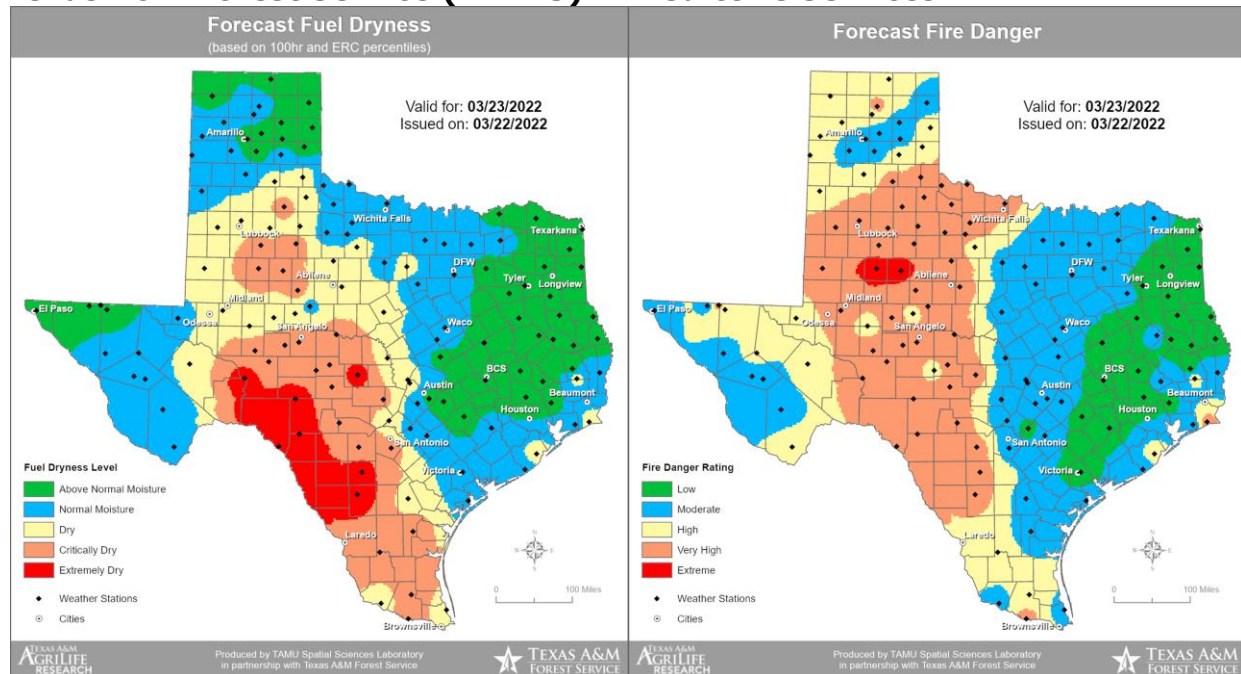 Forecast Fuel Dryness
(based on 100hr and ERC percentiles)
Valid for: 03/23/2022
Issued on: 03/22/2022
Amarillo
Wichita Falls
Texarkana
Lubbock
DFW
Tyler
Longview
Abilene
El Paso
Midland
Odessa
Waco
San Angelo
BCS
Austin
Beaumont
Houston
San Antonio
Victoria
Laredo
Brownsville
Fuel Dryness Level
Above Normal Moisture
Normal Moisture
Dry
Critically Dry
Extremely Dry
Weather Stations
Cities
N
W
E
S
0 100 Miles
TEXAS A&M
AGRILIFE
RESEARCH
Produced by TAMU Spatial Sciences Laboratory
in partnership with Texas A&M Forest Service
TEXAS A&M
FOREST SERVICE
Forecast Fire Danger
Valid for: 03/23/2022
Issued on: 03/22/2022
Amarillo
Wichita Falls
Texarkana
Lubbock
DFW
Tyler
Longview
Abilene
El Paso
Midland
Odessa
Waco
San Angelo
BCS
Austin
Beaumont
Houston
San Antonio
Victoria
Laredo
Brownsville
Fire Danger Rating
Low
Moderate
High
Very High
Extreme
Weather Stations
Cities
N
W
E
S
0 100 Miles
TEXAS A&M
AGRILIFE
RESEARCH
Produced by TAMU Spatial Sciences Laboratory
in partnership with Texas A&M Forest Service
TEXAS A&M
FOREST SERVICE